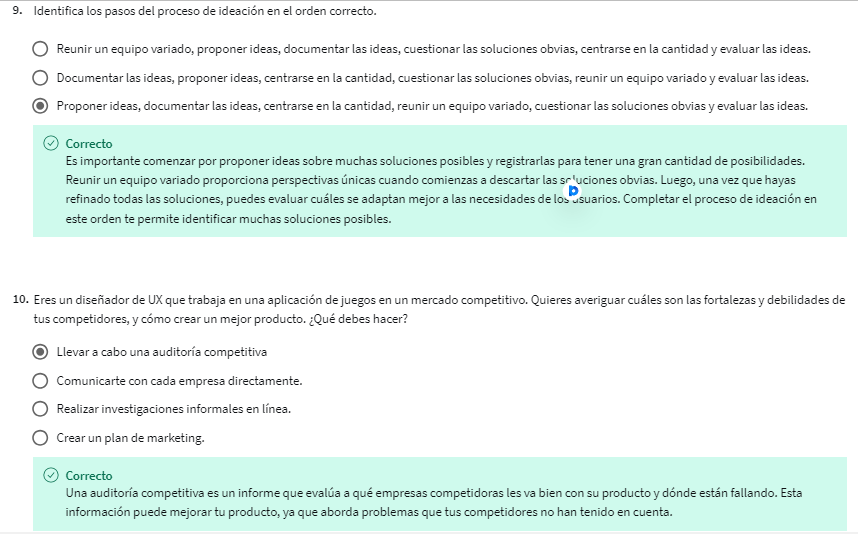 9. Identifica los pasos del proceso de ideación en el orden correcto.
Reunir un equipo variado, proponer ideas, documentar las ideas, cuestionar las soluciones obvias, centrarse en la cantidad y evaluar las ideas.
Documentar las ideas, proponer ideas, centrarse en la cantidad, cuestionar las soluciones obvias, reunir un equipo variado y evaluar las ideas.
Proponer ideas, documentar las ideas, centrarse en la cantidad, reunir un equipo variado, cuestionar las soluciones obvias y evaluar las ideas.
Correcto
Es importante comenzar por proponer ideas sobre muchas soluciones posibles y registrarlas para tener una gran cantidad de posibilidades.
Reunir un equipo variado proporciona perspectivas únicas cuando comienzas a descartar las soluciones obvias. Luego, una vez que hayas
refinado todas las soluciones, puedes evaluar cuáles se adaptan mejor a las necesidades de los usuarios. Completar el proceso de ideación en
este orden te permite identificar muchas soluciones posibles.
10. Eres un diseñador de UX que trabaja en una aplicación de juegos en un mercado competitivo. Quieres averiguar cuáles son las fortalezas y debilidades de
tus competidores, y cómo crear un mejor producto. ¿Qué debes hacer?
Llevar a cabo una auditoría competitiva
Comunicarte con cada empresa directamente.
Realizar investigaciones informales en línea.
Crear un plan de marketing.
Correcto
Una auditoría competitiva es un informe que evalúa a qué empresas competidoras les va bien con su producto y dónde están fallando. Esta
información puede mejorar tu producto, ya que aborda problemas que tus competidores no han tenido en cuenta.